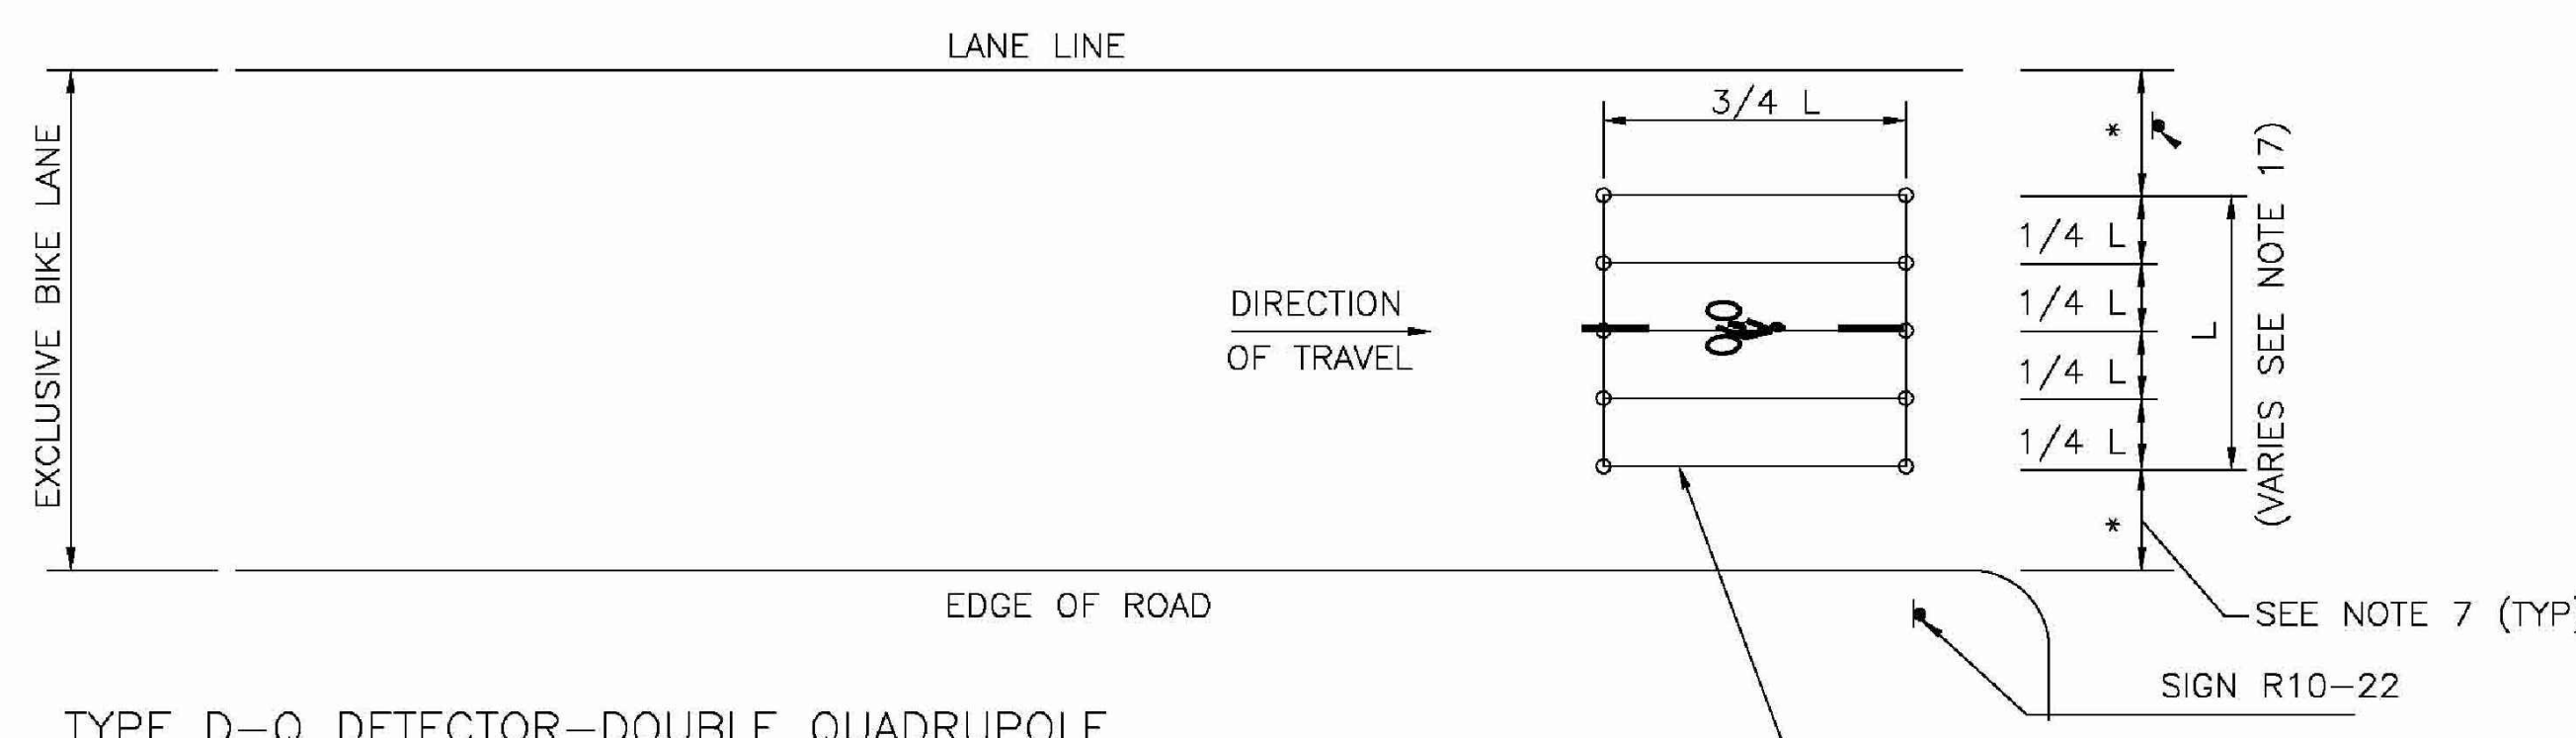 LANE LINE
3/4 L
EXCLUSIVE BIKE LANE
*
1/4 L
DIRECTION
OF TRAVEL
1/4 L
1/4 L
1/4 L
L
(VARIES SEE NOTE 17)
*
EDGE OF ROAD
SEE NOTE 7 (TYP)
SIGN R10-22
TYPE D-Q DETECTOR-DOUBLE QUADRUPOLE